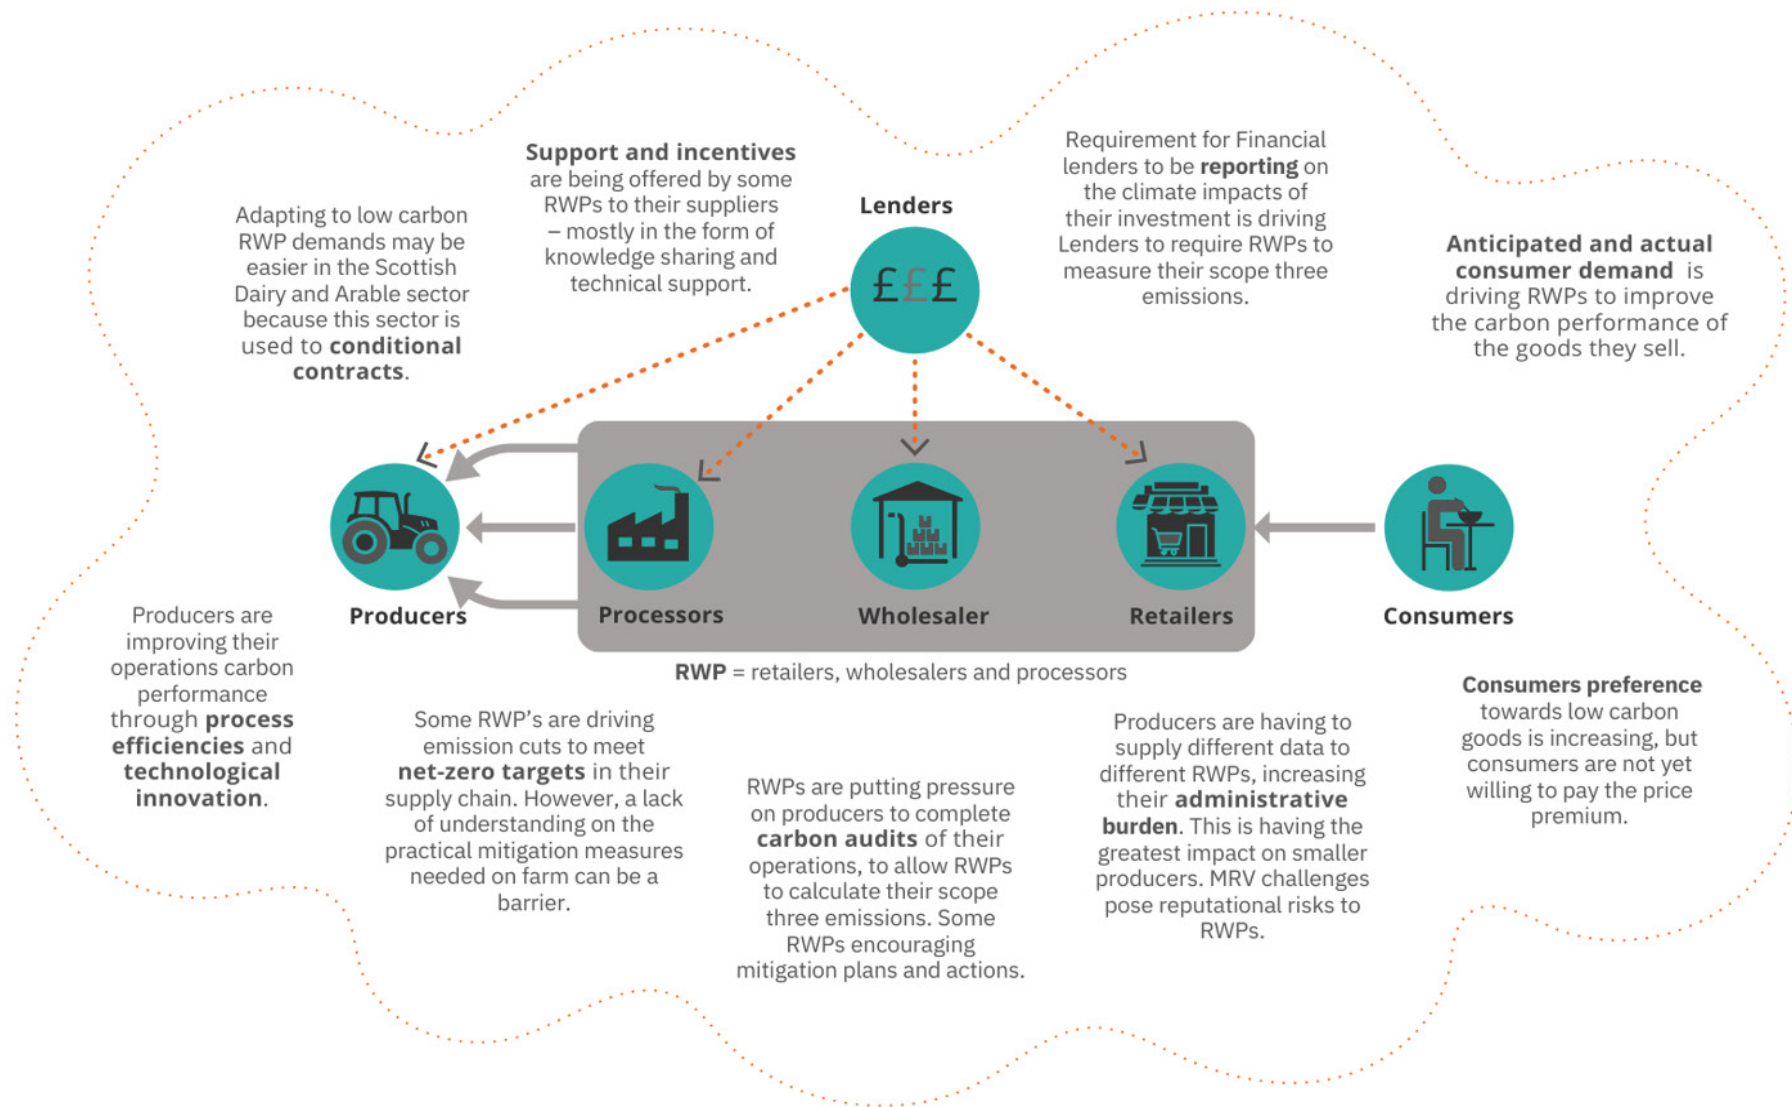 Support and incentives
are being offered by some
RWPs to their suppliers
– mostly in the form of
knowledge sharing and
technical support.
Requirement for Financial
lenders to be reporting on
the climate impacts of
their investment is driving
Lenders to require RWPs to
measure their scope three
emissions.
Adapting to low carbon
RWP demands may be
easier in the Scottish
Dairy and Arable sector
because this sector is
used to conditional
contracts.
Lenders
£££
Anticipated and actual
consumer demand is
driving RWPs to improve
the carbon performance of
the goods they sell.
Producers
Processors
Wholesaler
Retailers
Consumers
RWP = retailers, wholesalers and processors
Producers are
improving their
operations carbon
performance
through process
efficiencies and
technological
innovation.
Some RWP's are driving
emission cuts to meet
net-zero targets in their
supply chain. However, a lack
of understanding on the
practical mitigation measures
needed on farm can be a
barrier.
RWPs are putting pressure
on producers to complete
carbon audits of their
operations, to allow RWPs
to calculate their scope
three emissions. Some
RWPs encouraging
mitigation plans and actions.
Producers are having to
supply different data to
different RWPs, increasing
their administrative
burden. This is having the
greatest impact on smaller
producers. MRV challenges
pose reputational risks to
RWPs.
Consumers preference
towards low carbon
goods is increasing, but
consumers are not yet
willing to pay the price
premium.